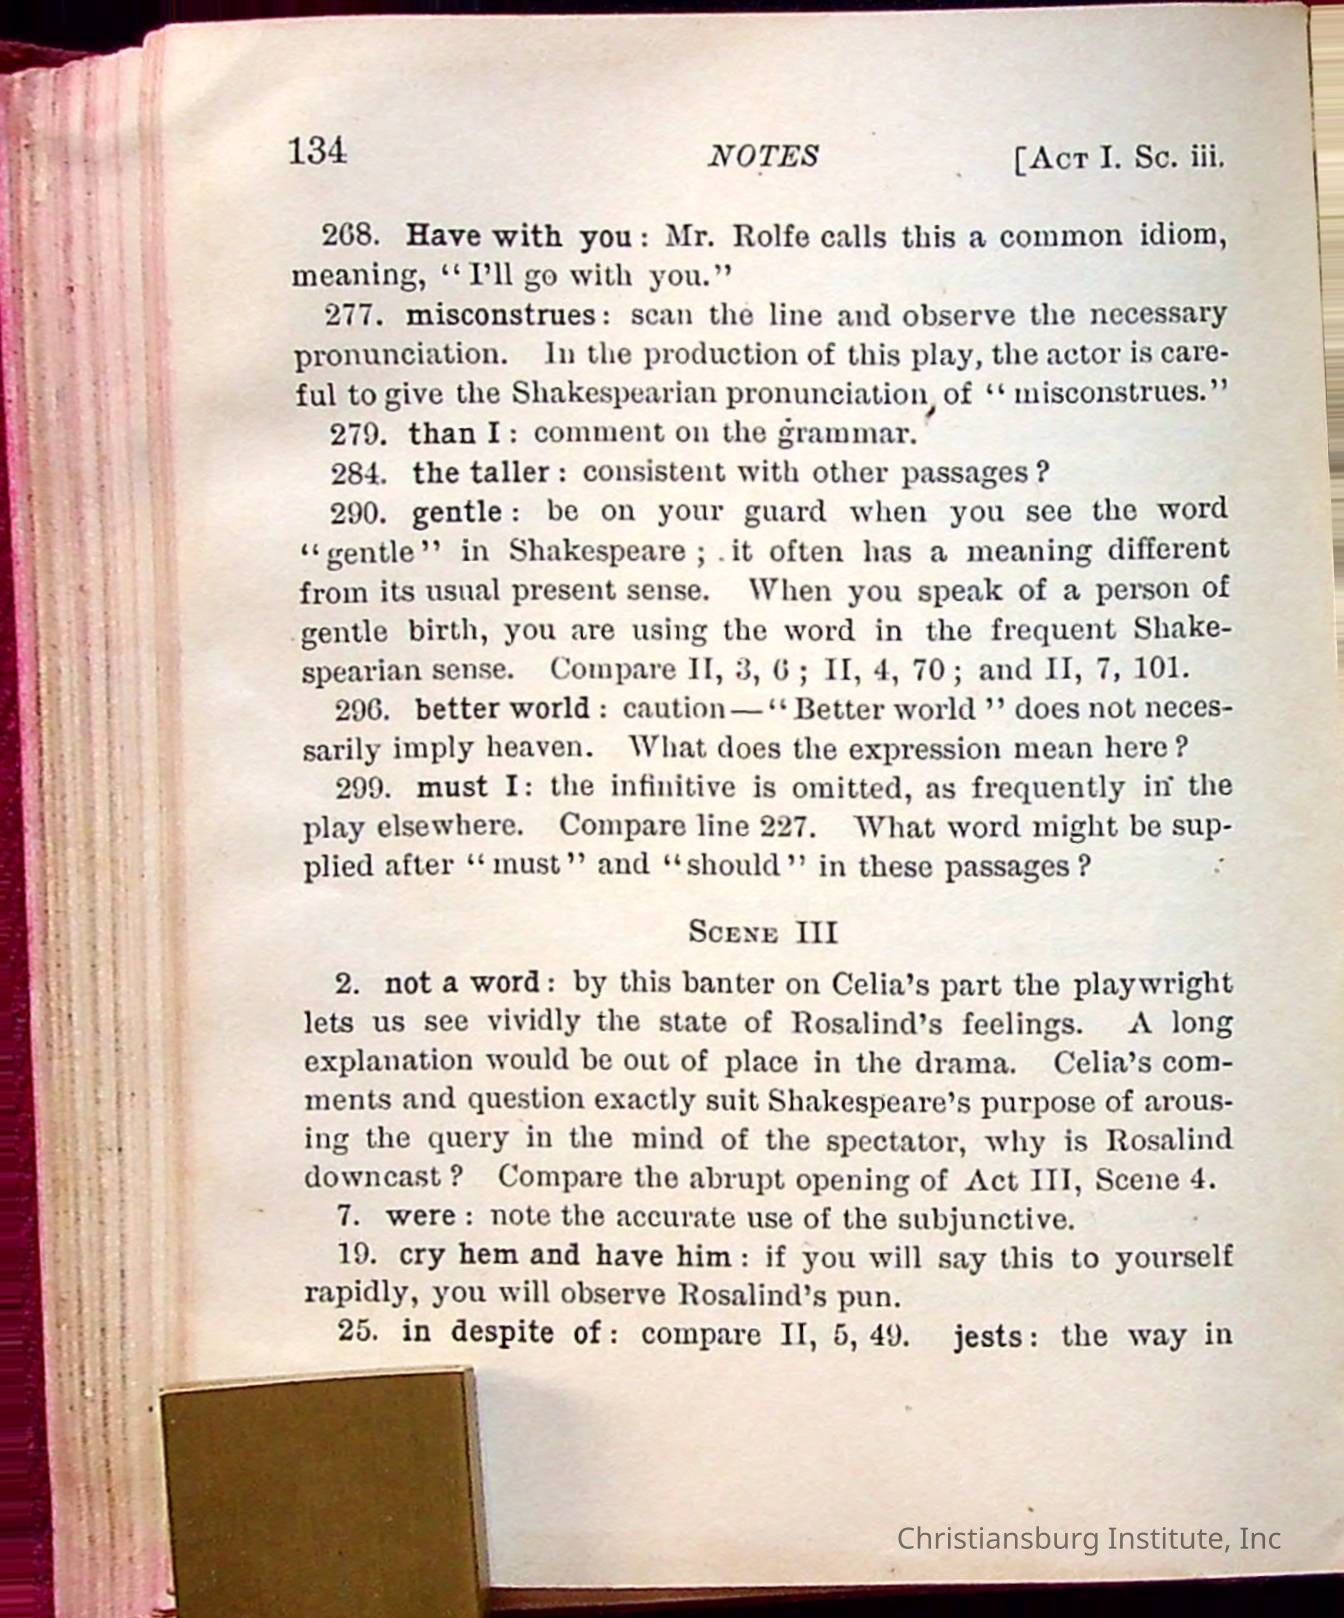 134 NOTES [ACT I. Sc. iii.
268. Have with you: Mr. Rolfe calls this a common idiom,
meaning, “I’ll go with you.”
277. misconstrues: scan the line and observe the necessary
pronunciation. In the production of this play, the actor is care-
ful to give the Shakespearian pronunciation, of “misconstrues.”
279. than I: comment on the grammar.
284. the taller: consistent with other passages?
290. gentle: be on your guard when you see the word
“gentle” in Shakespeare; it often has a meaning different
from its usual present sense. When you speak of a person of
gentle birth, you are using the word in the frequent Shake-
spearian sense. Compare II, 3, 6; II, 4, 70; and II, 7, 101.
296. better world: caution—“Better world” does not neces-
sarily imply heaven. What does the expression mean here?
299. must I: the infinitive is omitted, as frequently in the
play elsewhere. Compare line 227. What word might be sup-
plied after “must” and “should” in these passages?
SCENE III
2. not a word: by this banter on Celia’s part the playwright
lets us see vividly the state of Rosalind’s feelings. A long
explanation would be out of place in the drama. Celia’s com-
ments and question exactly suit Shakespeare’s purpose of arous-
ing the query in the mind of the spectator, why is Rosalind
downcast? Compare the abrupt opening of Act III, Scene 4.
7. were: note the accurate use of the subjunctive.
19. cry hem and have him: if you will say this to yourself
rapidly, you will observe Rosalind’s pun.
25. in despite of: compare II, 5, 49. jests: the way in
Christiansburg Institute, Inc